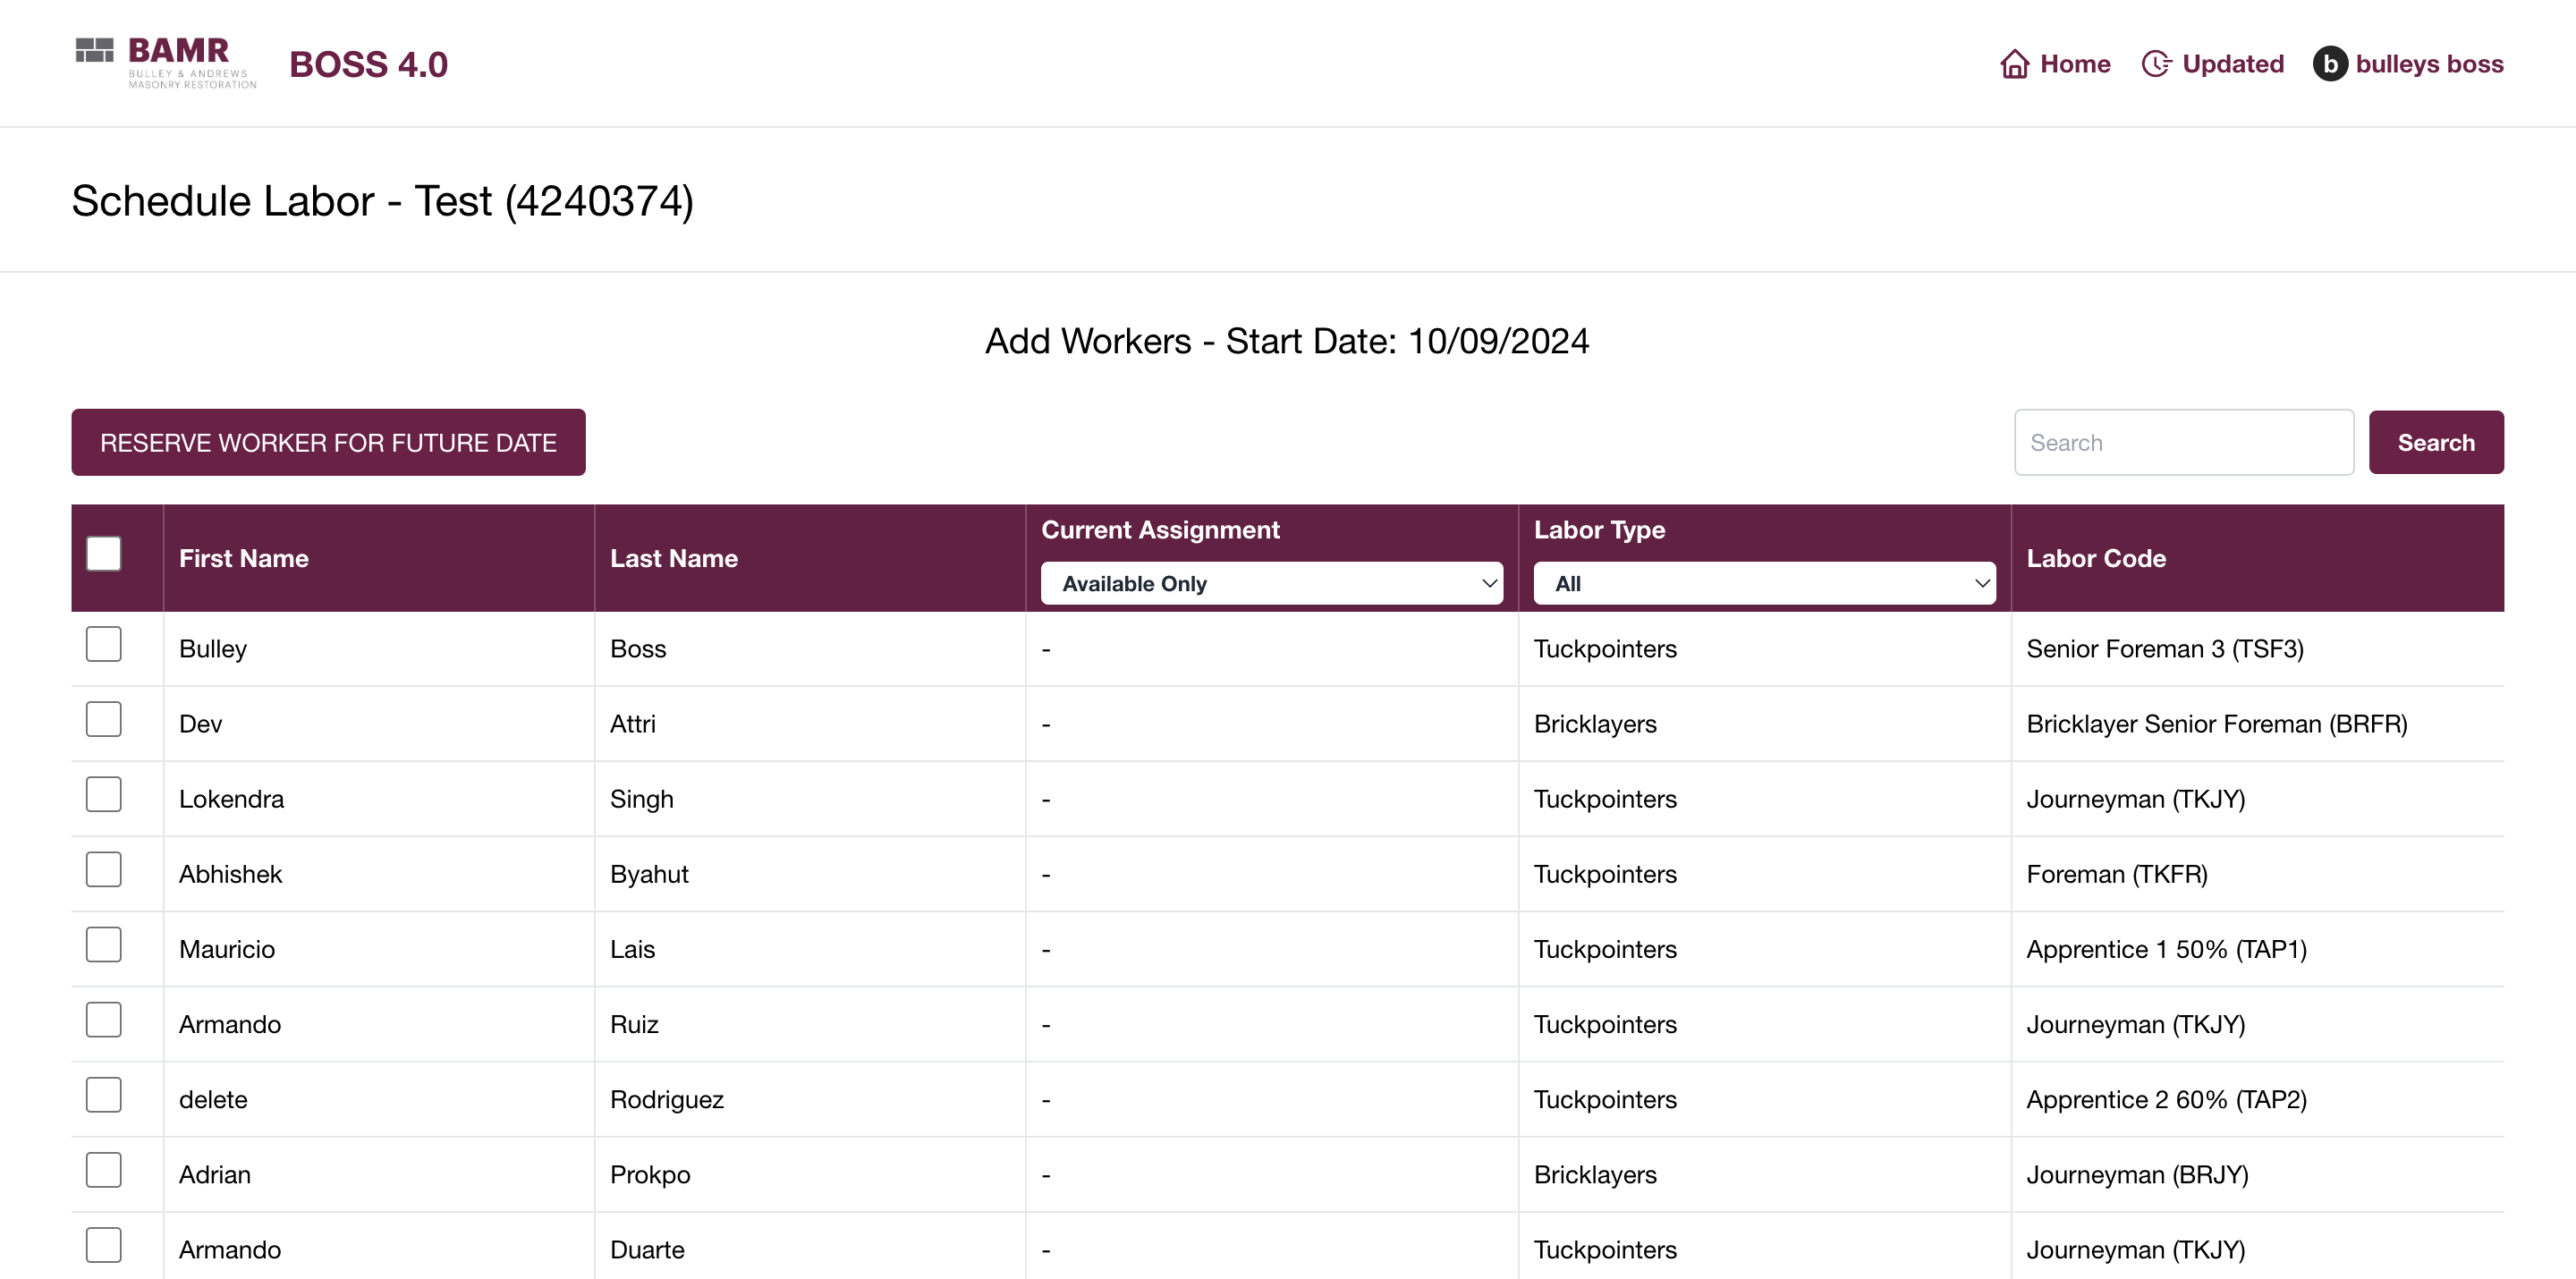 BAMR
BULLEY & ANDREWS
MASONRY RESTORATION
BOSS 4.0
Home
Updated
b bulleys boss
Schedule Labor - Test (4240374)
Add Workers - Start Date: 10/09/2024
RESERVE WORKER FOR FUTURE DATE
Search
Search
First Name
Last Name
Current Assignment
Available Only
Labor Type
All
Labor Code
Bulley Boss - Tuckpointers Senior Foreman 3 (TSF3)
Dev Attri - Bricklayers Bricklayer Senior Foreman (BRFR)
Lokendra Singh - Tuckpointers Journeyman (TKJY)
Abhishek Byahut - Tuckpointers Foreman (TKFR)
Mauricio Lais - Tuckpointers Apprentice 1 50% (TAP1)
Armando Ruiz - Tuckpointers Journeyman (TKJY)
delete Rodriguez - Tuckpointers Apprentice 2 60% (TAP2)
Adrian Prokpo - Bricklayers Journeyman (BRJY)
Armando Duarte - Tuckpointers Journeyman (TKJY)